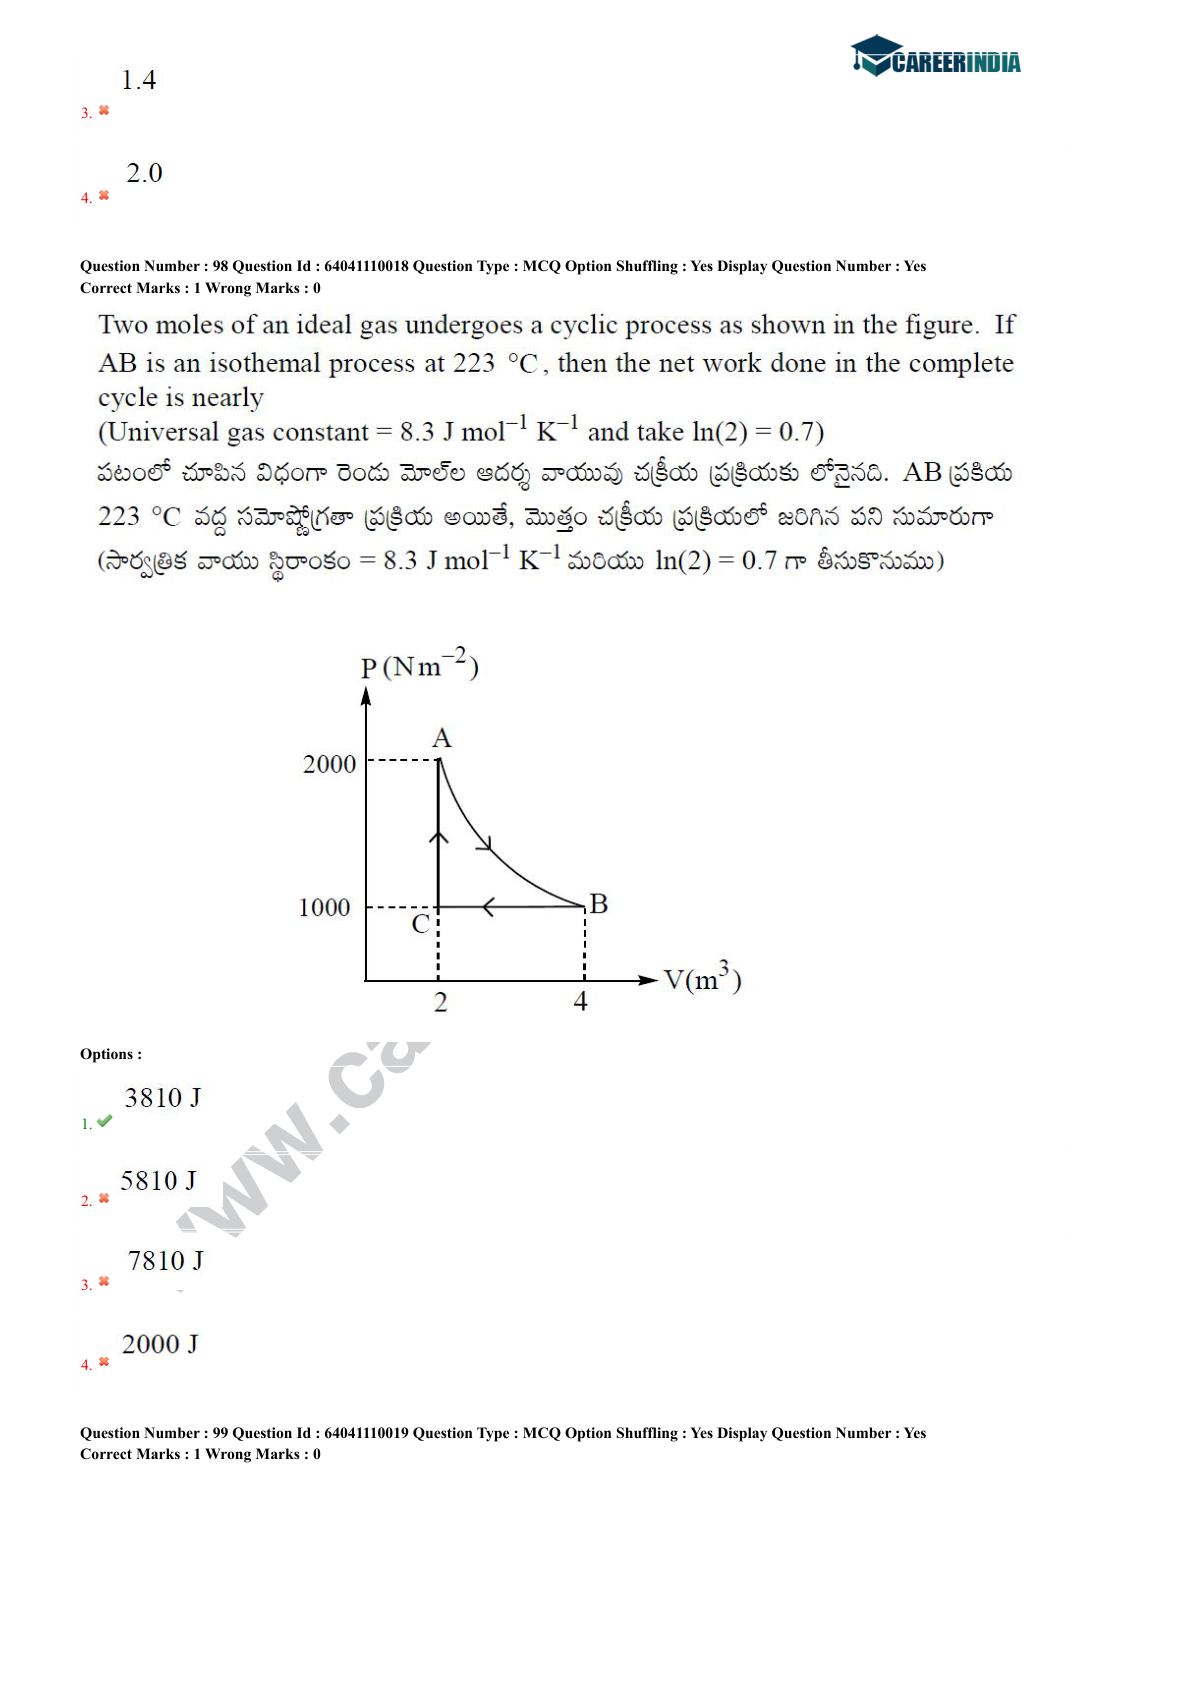 CAREERINDIA
1.4
3.
2.0
4.
Question Number : 98 Question Id : 64041110018 Question Type : MCQ Option Shuffling : Yes Display Question Number : Yes
Correct Marks : 1 Wrong Marks : 0
Two moles of an ideal gas undergoes a cyclic process as shown in the figure. If
AB is an isothemal process at 223 °C, then the net work done in the complete
cycle is nearly
(Universal gas constant = 8.3 J mol⁻¹ K⁻¹ and take ln(2) = 0.7)
పటంలో చూపిన విధంగా రెండు మోల్‌ల ఆదర్శ వాయువు చక్రీయ ప్రక్రియకు లోనైనది. AB ప్రకియ
223 °C వద్ద సమోష్ణోగ్రతా ప్రక్రియ అయితే, మొత్తం చక్రీయ ప్రక్రియలో జరిగిన పని సుమారుగా
(సార్వత్రిక వాయు స్థిరాంకం = 8.3 J mol⁻¹ K⁻¹ మరియు ln(2) = 0.7 గా తీసుకొనుము)
P (Nm⁻²)
A
2000
1000
B
C
V(m³)
2 4
Options :
3810 J
1.
5810 J
2.
7810 J
3.
2000 J
4.
Question Number : 99 Question Id : 64041110019 Question Type : MCQ Option Shuffling : Yes Display Question Number : Yes
Correct Marks : 1 Wrong Marks : 0